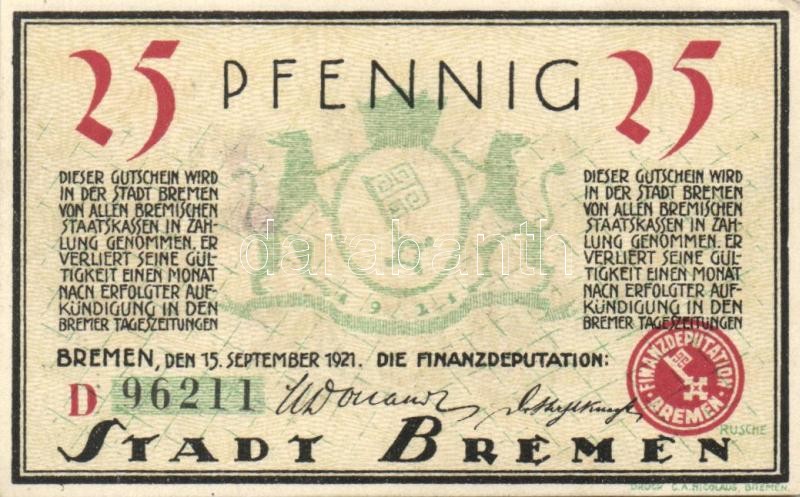 25 PFENNIG 25
DIESER GUTSCHEIN WIRD
IN DER STADT BREMEN
VON ALLEN BREMISCHEN
STAATSKASSEN IN ZAH-
LUNG GENOMMEN. ER
VERLIERT SEINE GÜL-
TIGKEIT EINEN MONAT
NACH ERFOLGTER AUF-
KÜNDIGUNG IN DEN
BREMER TAGESZEITUNGEN
DIESER GUTSCHEIN WIRD
IN DER STADT BREMEN
VON ALLEN BREMISCHEN
STAATSKASSEN IN ZAH-
LUNG GENOMMEN. ER
VERLIERT SEINE GÜL-
TIGKEIT EINEN MONAT
NACH ERFOLGTER AUF-
KÜNDIGUNG IN DEN
BREMER TAGESZEITUNGEN
darabanth
1921
BREMEN, DEN 15. SEPTEMBER 1921. DIE FINANZDEPUTATION:
D 96211
FINANZDEPUTATION
BREMEN
RUSCHE
STADT BREMEN
DRUCK C.A. NICOLAUS, BREMEN.